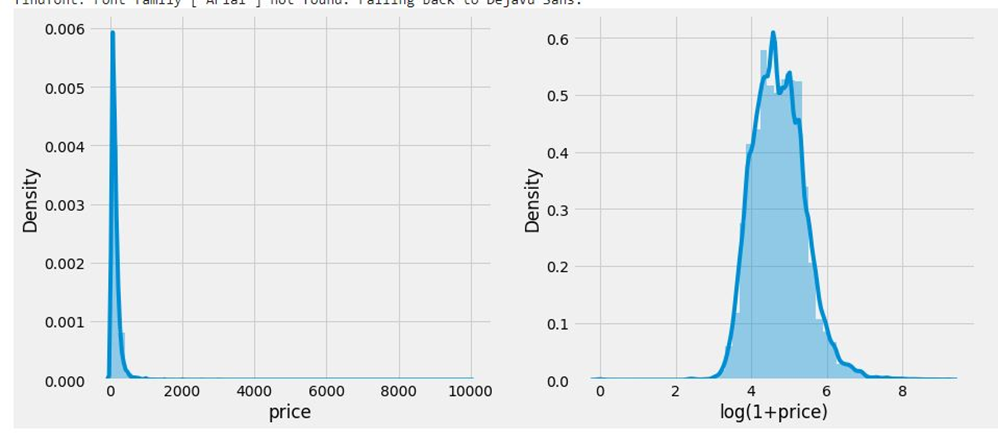 findfont: Font family ['Arial'] not found. Falling back to DejaVu Sans.
0.006
0.005
0.004
0.003
0.002
0.001
0.000
Density
0 2000 4000 6000 8000 10000
price
0.6
0.5
0.4
0.3
0.2
0.1
0.0
Density
0 2 4 6 8
log(1+price)